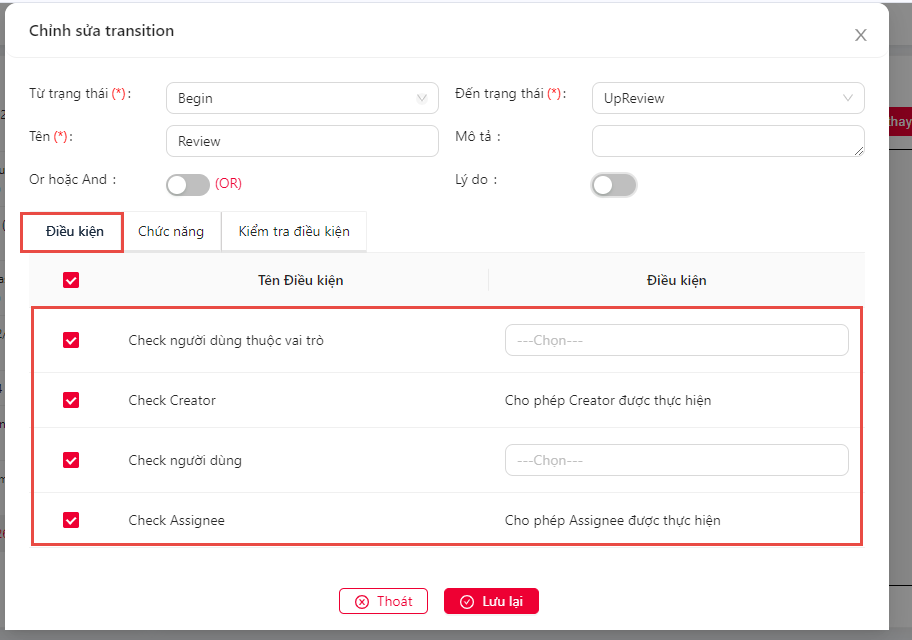 Chỉnh sửa transition
Từ trạng thái (*): Begin Đến trạng thái (*): UpReview
hay
Tên (*): Review Mô tả :
Or hoặc And : (OR) Lý do :
Điều kiện Chức năng Kiểm tra điều kiện
Tên Điều kiện Điều kiện
Check người dùng thuộc vai trò ---Chọn---
Check Creator Cho phép Creator được thực hiện
Check người dùng ---Chọn---
Check Assignee Cho phép Assignee được thực hiện
Thoát Lưu lại